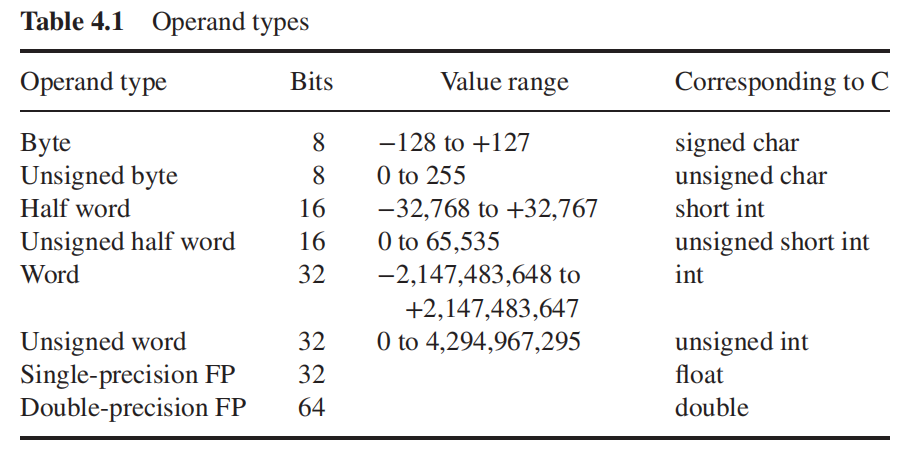 Table 4.1 Operand types
Operand type Bits Value range Corresponding to C
Byte 8 −128 to +127 signed char
Unsigned byte 8 0 to 255 unsigned char
Half word 16 −32,768 to +32,767 short int
Unsigned half word 16 0 to 65,535 unsigned short int
Word 32 −2,147,483,648 to int
+2,147,483,647
Unsigned word 32 0 to 4,294,967,295 unsigned int
Single-precision FP 32 float
Double-precision FP 64 double